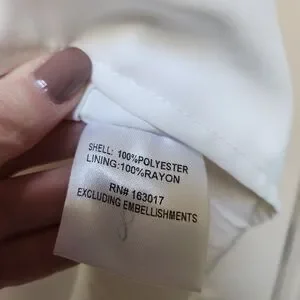 SHELL: 100%POLYESTER
LINING:100%RAYON
RN# 163017
EXCLUDING EMBELLISHMENTS